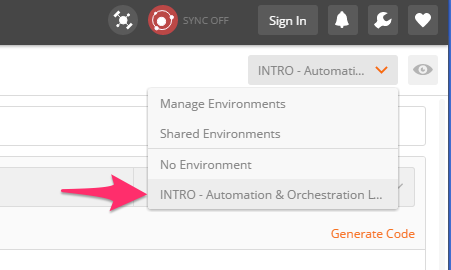 SYNC OFF
Sign In
INTRO - Automati...
Manage Environments
Shared Environments
No Environment
INTRO - Automation & Orchestration L...
Generate Code